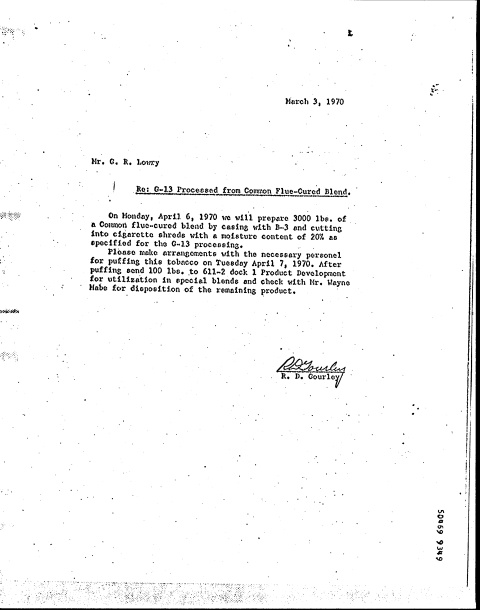 March 3, 1970
Mr. G. R. Lowry
Re: G-13 Processed from Common Flue-Cured Blend.
On Monday, April 6, 1970 we will prepare 3000 lbs. of
a Common flue-cured blend by casing with B-3 and cutting
into cigarette shreds with a moisture content of 20% as
specified for the G-13 processing.
Please make arrangements with the necessary personel
for puffing this tobacco on Tuesday April 7, 1970. After
puffing send 100 lbs. to 611-2 dock 1 Product Development
for utilization in special blends and check with Mr. Wayne
Mabe for disposition of the remaining product.
R D Gourley
R. D. Gourley
50469 9349